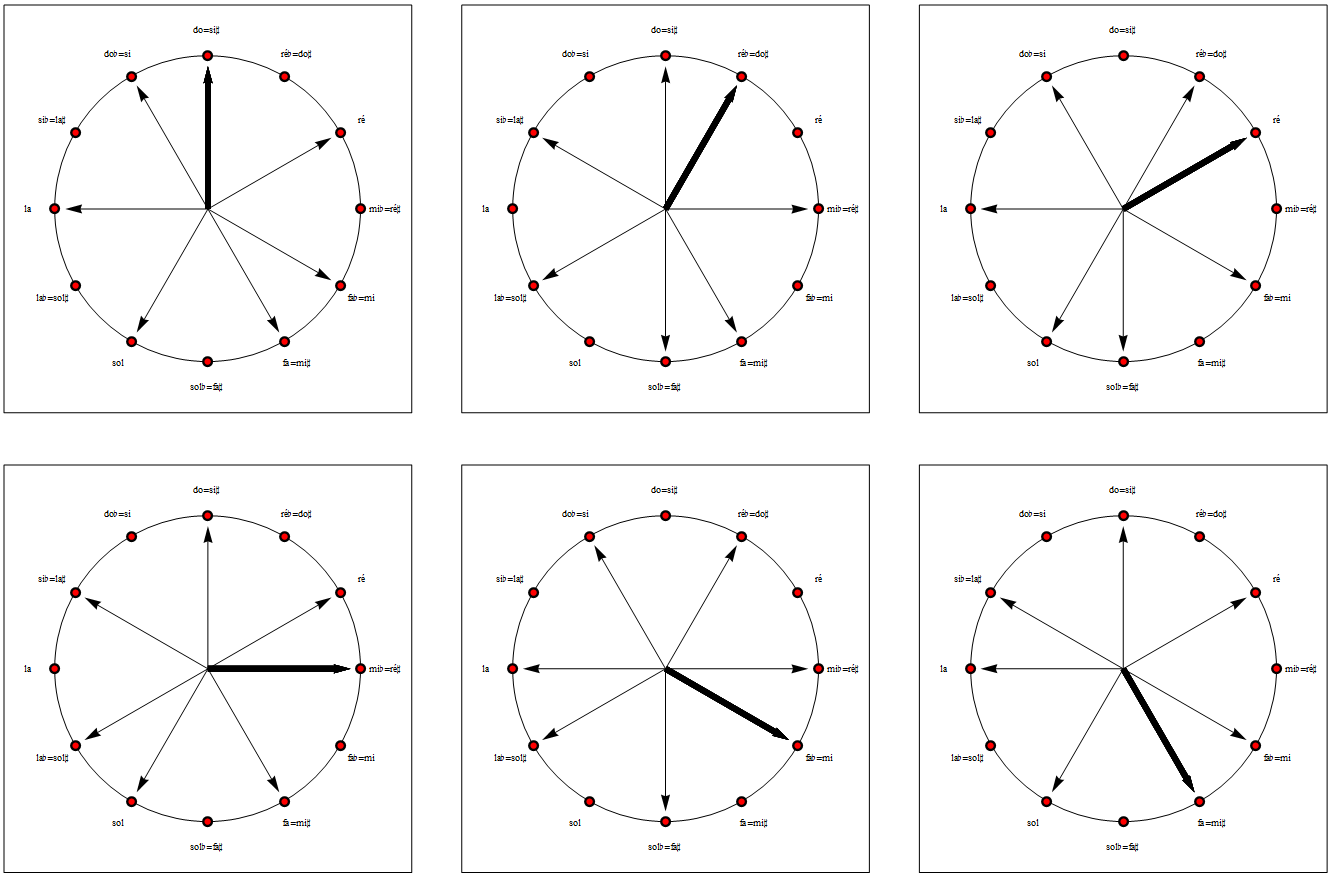 do=si♯
do♭=si
ré♭=do♯
si♭=la♯
ré
la
mi♭=ré♯
la♭=sol♯
fa♭=mi
sol
fa=mi♯
sol♭=fa♯
do=si♯
do♭=si
ré♭=do♯
si♭=la♯
ré
la
mi♭=ré♯
la♭=sol♯
fa♭=mi
sol
fa=mi♯
sol♭=fa♯
do=si♯
do♭=si
ré♭=do♯
si♭=la♯
ré
la
mi♭=ré♯
la♭=sol♯
fa♭=mi
sol
fa=mi♯
sol♭=fa♯
do=si♯
do♭=si
ré♭=do♯
si♭=la♯
ré
la
mi♭=ré♯
la♭=sol♯
fa♭=mi
sol
fa=mi♯
sol♭=fa♯
do=si♯
do♭=si
ré♭=do♯
si♭=la♯
ré
la
mi♭=ré♯
la♭=sol♯
fa♭=mi
sol
fa=mi♯
sol♭=fa♯
do=si♯
do♭=si
ré♭=do♯
si♭=la♯
ré
la
mi♭=ré♯
la♭=sol♯
fa♭=mi
sol
fa=mi♯
sol♭=fa♯